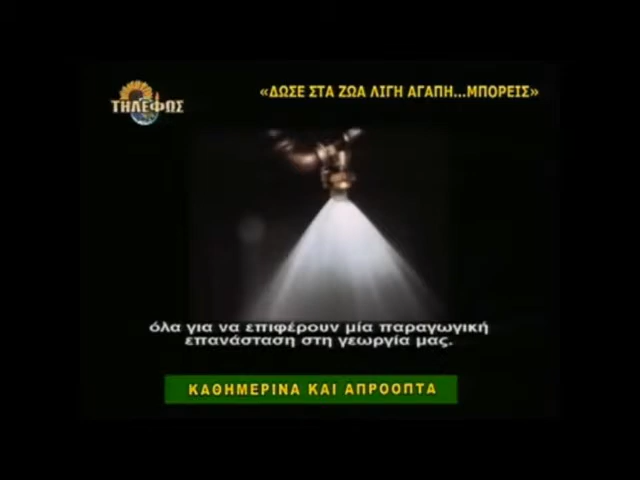 ΤΗΛΕΦΩΣ
«ΔΩΣΕ ΣΤΑ ΖΩΑ ΛΙΓΗ ΑΓΑΠΗ...ΜΠΟΡΕΙΣ»
όλα για να επιφέρουν μία παραγωγική
επανάσταση στη γεωργία μας.
ΚΑΘΗΜΕΡΙΝΑ ΚΑΙ ΑΠΡΟΟΠΤΑ